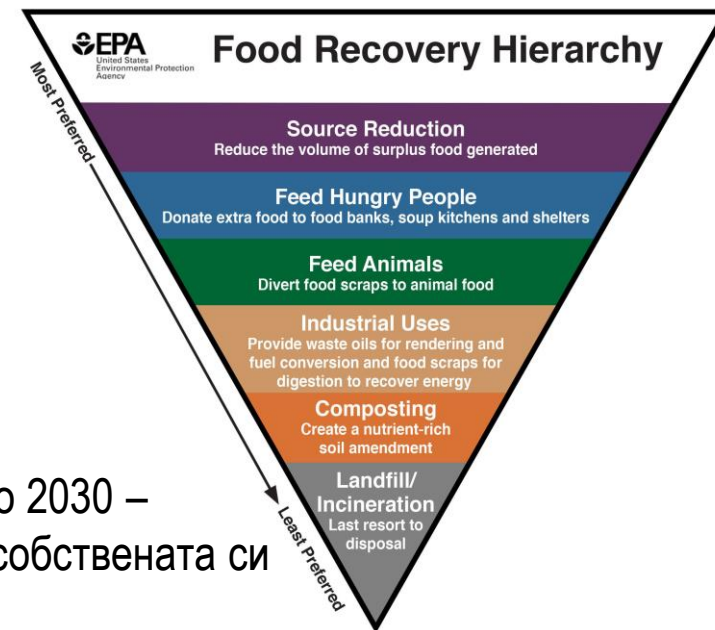 EPA
United States
Environmental Protection
Agency
Food Recovery Hierarchy
Most Preferred
Source Reduction
Reduce the volume of surplus food generated
Feed Hungry People
Donate extra food to food banks, soup kitchens and shelters
Feed Animals
Divert food scraps to animal food
Industrial Uses
Provide waste oils for rendering and
fuel conversion and food scraps for
digestion to recover energy
Composting
Create a nutrient-rich
soil amendment
Landfill/
Incineration
Last resort to
disposal
Least Preferred
о 2030 –
собствената си